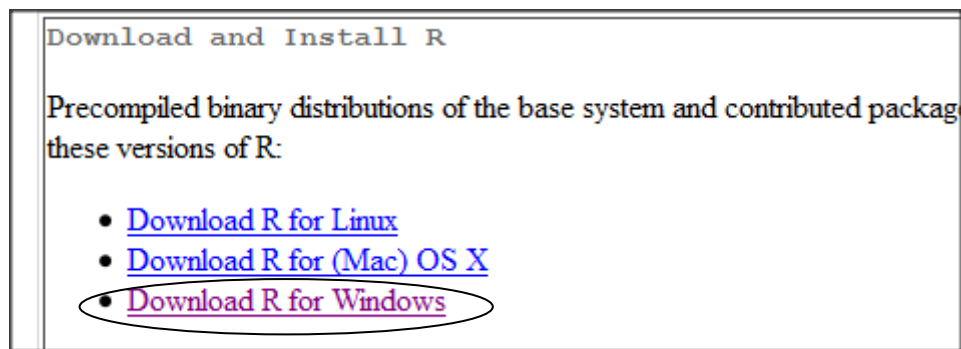 Download and Install R
Precompiled binary distributions of the base system and contributed packag
these versions of R:
• Download R for Linux
• Download R for (Mac) OS X
• Download R for Windows